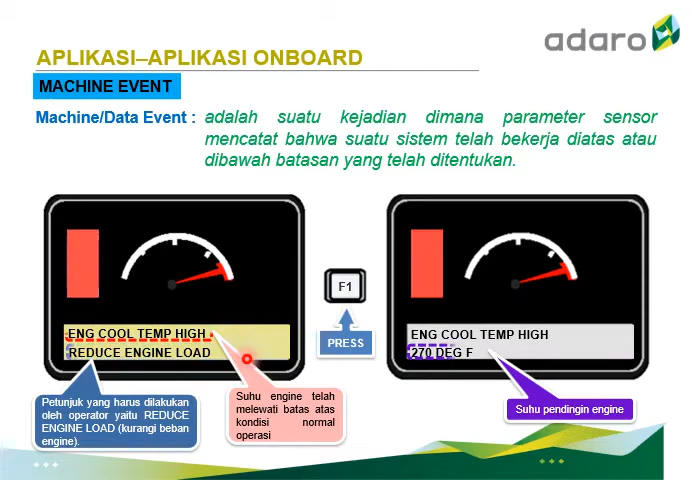 adaro
APLIKASI–APLIKASI ONBOARD
MACHINE EVENT
Machine/Data Event : adalah suatu kejadian dimana parameter sensor
mencatat bahwa suatu sistem telah bekerja diatas atau
dibawah batasan yang telah ditentukan.
ENG COOL TEMP HIGH
REDUCE ENGINE LOAD
F1
PRESS
ENG COOL TEMP HIGH
270 DEG F
Petunjuk yang harus dilakukan
oleh operator yaitu REDUCE
ENGINE LOAD (kurangi beban
engine).
Suhu engine telah
melewati batas atas
kondisi normal
operasi
Suhu pendingin engine